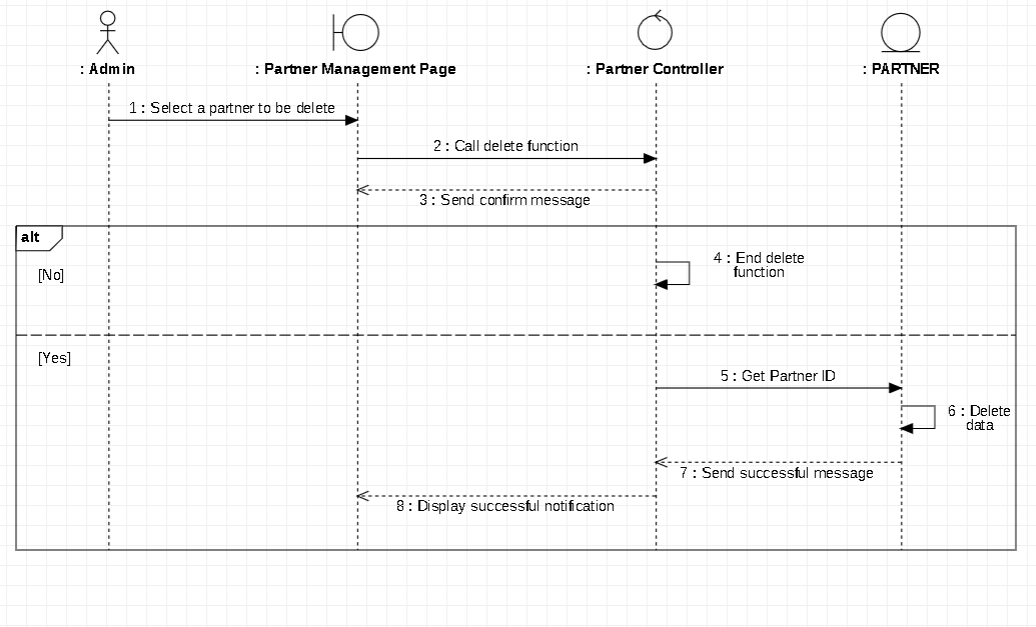 : Admin
: Partner Management Page
: Partner Controller
: PARTNER
1 : Select a partner to be delete
2 : Call delete function
3 : Send confirm message
alt
[No]
4 : End delete
function
[Yes]
5 : Get Partner ID
6 : Delete
data
7 : Send successful message
8 : Display successful notification